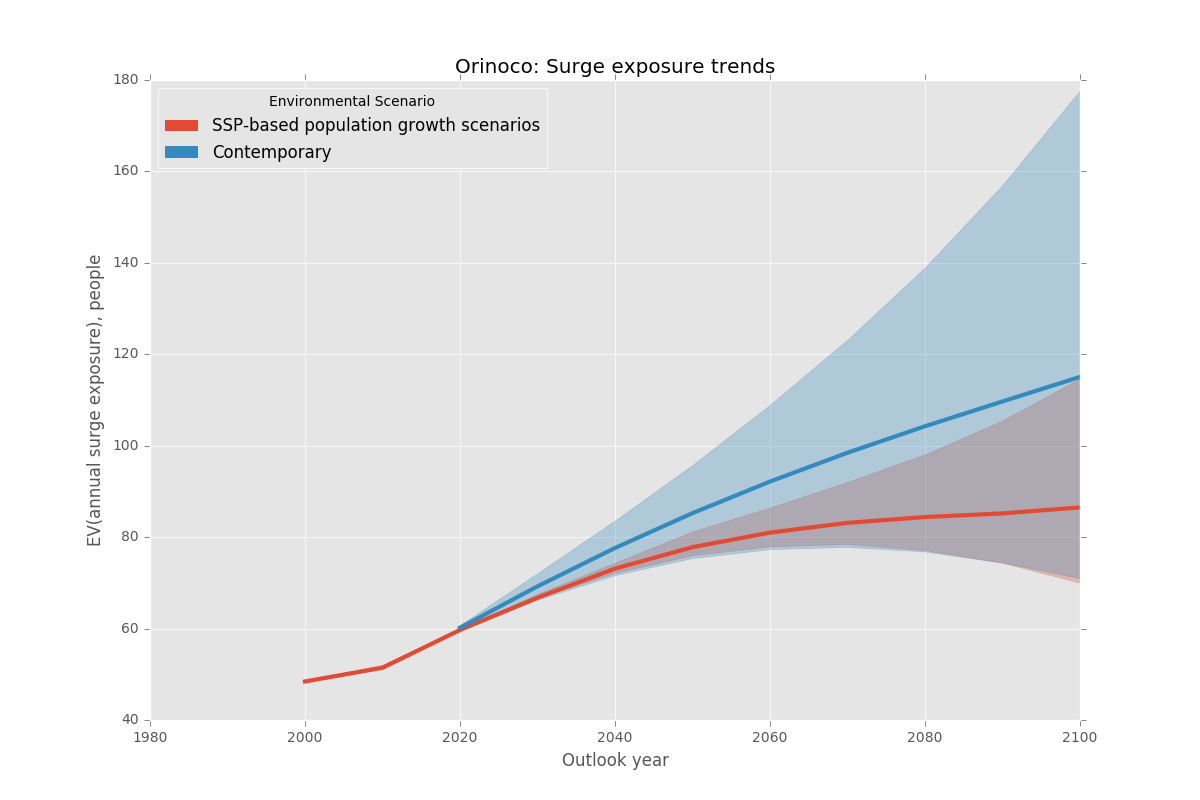 Orinoco: Surge exposure trends
Environmental Scenario
SSP-based population growth scenarios
Contemporary
EV(annual surge exposure), people
180
160
140
120
100
80
60
40
1980 2000 2020 2040 2060 2080 2100
Outlook year